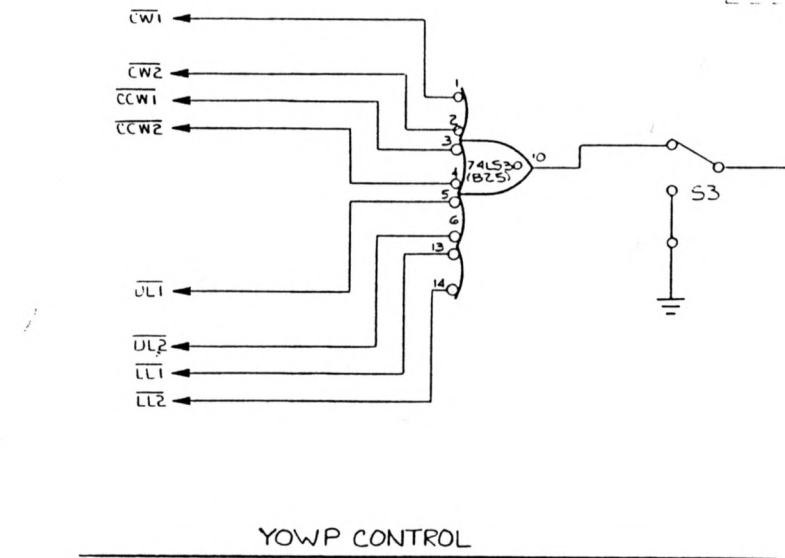 CW1
1
CW2
2
CCW1
3
CCW2
74LS30
(B25)
10
4
5
S3
6
13
14
UL1
UL2
LL1
LL2
YOWP CONTROL